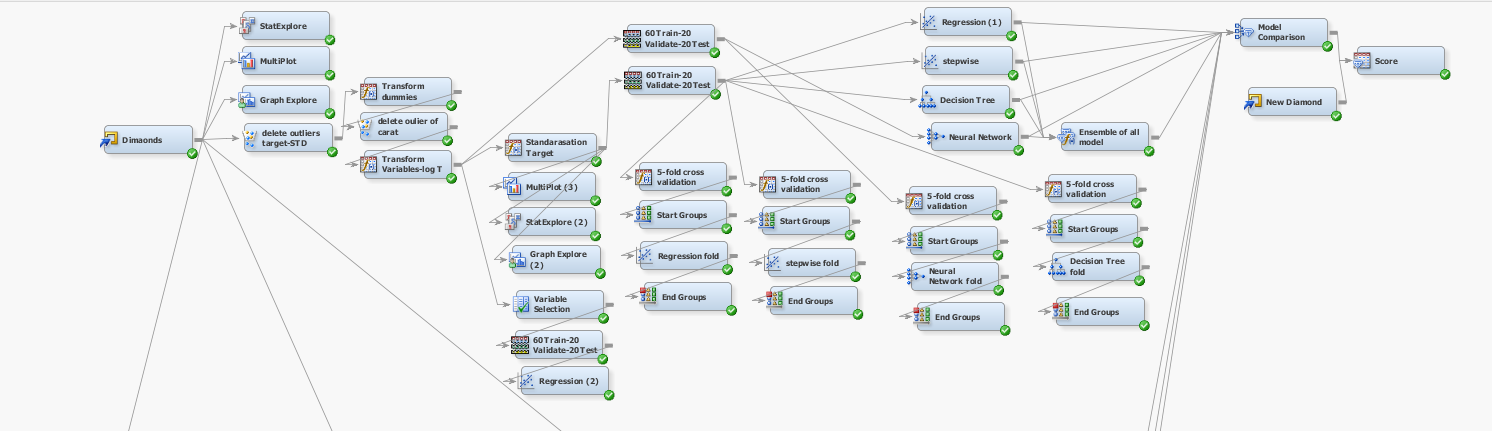 StatExplore
MultiPlot
Graph Explore
Dimaonds
delete outliers
target-STD
Transform
dummies
delete oulier of
carat
Transform
Variables-log T
Standarasation
Target
MultiPlot (3)
StatExplore (2)
Graph Explore
(2)
Variable
Selection
60Train-20
Validate-20Test
Regression (2)
60Train-20
Validate-20Test
60Train-20
Validate-20Test
5-fold cross
validation
Start Groups
Regression fold
End Groups
5-fold cross
validation
Start Groups
stepwise fold
End Groups
Regression (1)
stepwise
Decision Tree
Neural Network
Ensemble of all
model
5-fold cross
validation
Start Groups
Neural
Network fold
End Groups
5-fold cross
validation
Start Groups
Decision Tree
fold
End Groups
Model
Comparison
Score
New Diamond